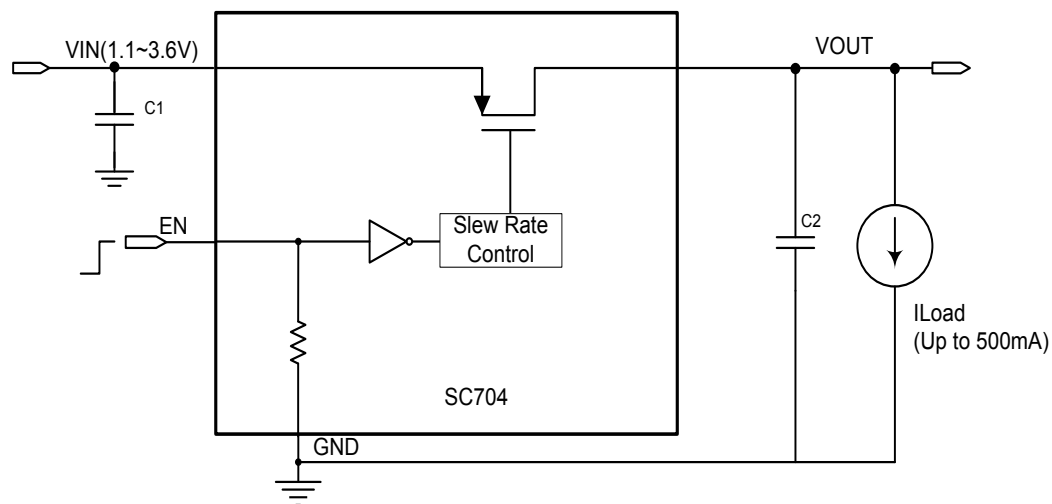 VIN(1.1~3.6V)
VOUT
C1
EN
Slew Rate
Control
C2
ILoad
(Up to 500mA)
SC704
GND